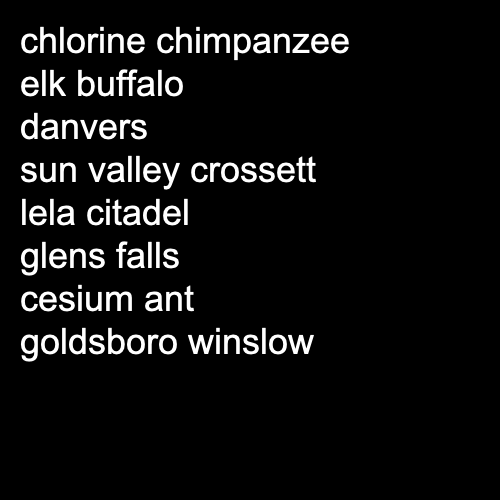 chlorine chimpanzee
elk buffalo
danvers
sun valley crossett
lela citadel
glens falls
cesium ant
goldsboro winslow